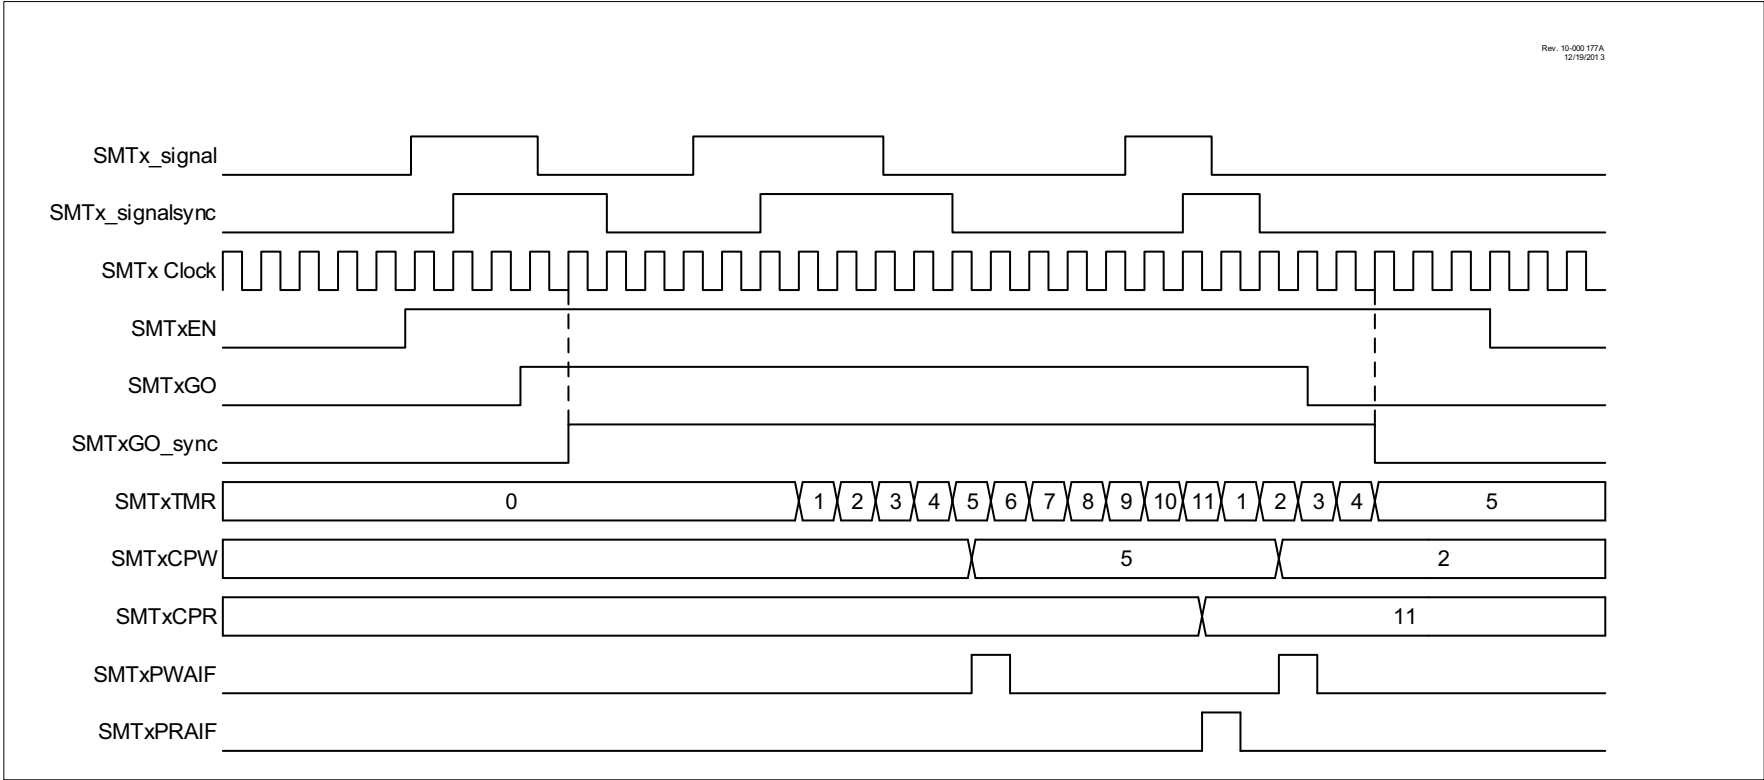 Rev. 10-000 177A
12/19/201 3
SMTx_signal
SMTx_signalsync
SMTx Clock
SMTxEN
SMTxGO
SMTxGO_sync
SMTxTMR 0 1 2 3 4 5 6 7 8 9 10 11 1 2 3 4 5
SMTxCPW 5 2
SMTxCPR 11
SMTxPWAIF
SMTxPRAIF